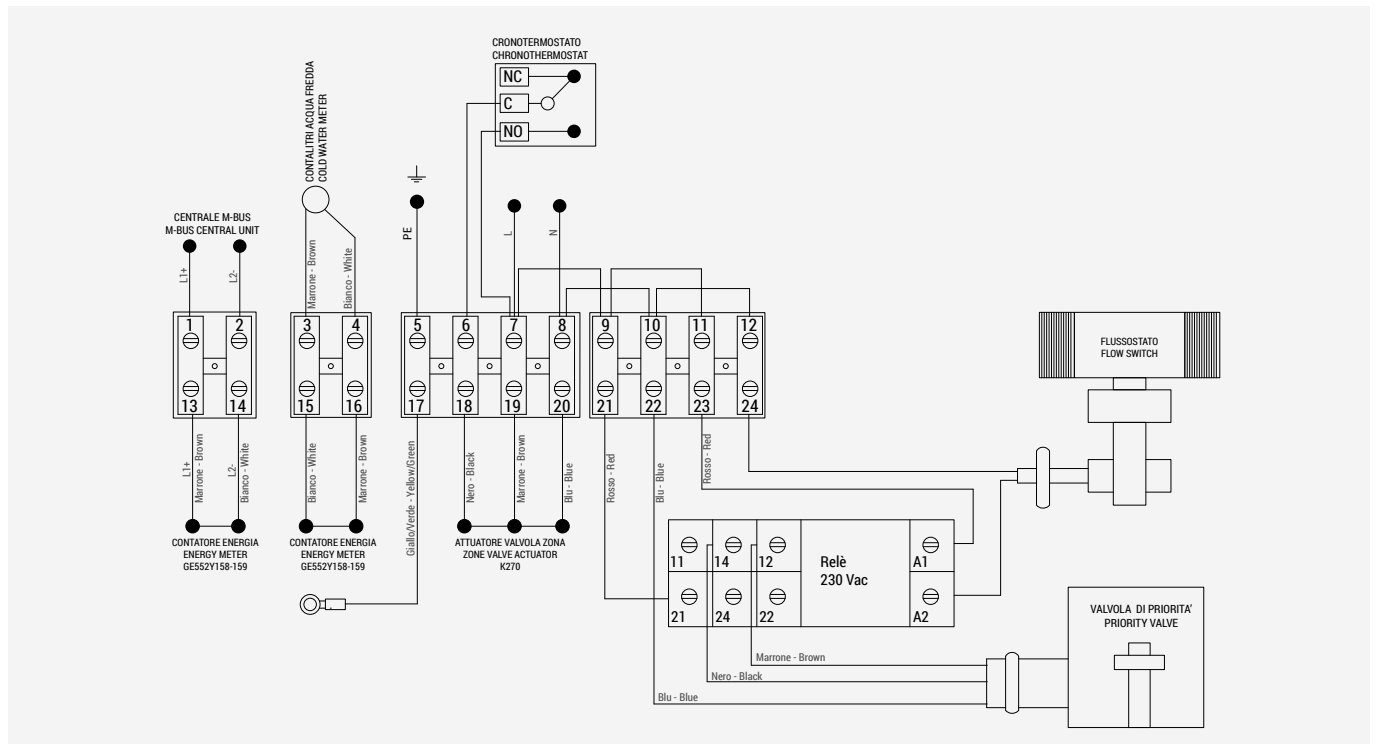 CRONOTERMOSTATO
CHRONOTHERMOSTAT
NC
C
NO
CONTALITRI ACQUA FREDDA
COLD WATER METER
CENTRALE M-BUS
M-BUS CENTRAL UNIT
L1+
L2-
Marrone - Brown
Bianco - White
PE
L
N
1
2
3
4
5
6
7
8
9
10
11
12
13
14
15
16
17
18
19
20
21
22
23
24
L1+
Marrone - Brown
L2-
Bianco - White
Bianco - White
Marrone - Brown
Giallo/Verde - Yellow/Green
Nero - Black
Marrone - Brown
Blu - Blue
Rosso - Red
Blu - Blue
Rosso - Red
CONTATORE ENERGIA
ENERGY METER
GE552Y158-159
CONTATORE ENERGIA
ENERGY METER
GE552Y158-159
ATTUATORE VALVOLA ZONA
ZONE VALVE ACTUATOR
K270
FLUSSOSTATO
FLOW SWITCH
11
14
12
Relè
230 Vac
A1
21
24
22
A2
VALVOLA DI PRIORITA'
PRIORITY VALVE
Marrone - Brown
Nero - Black
Blu - Blue